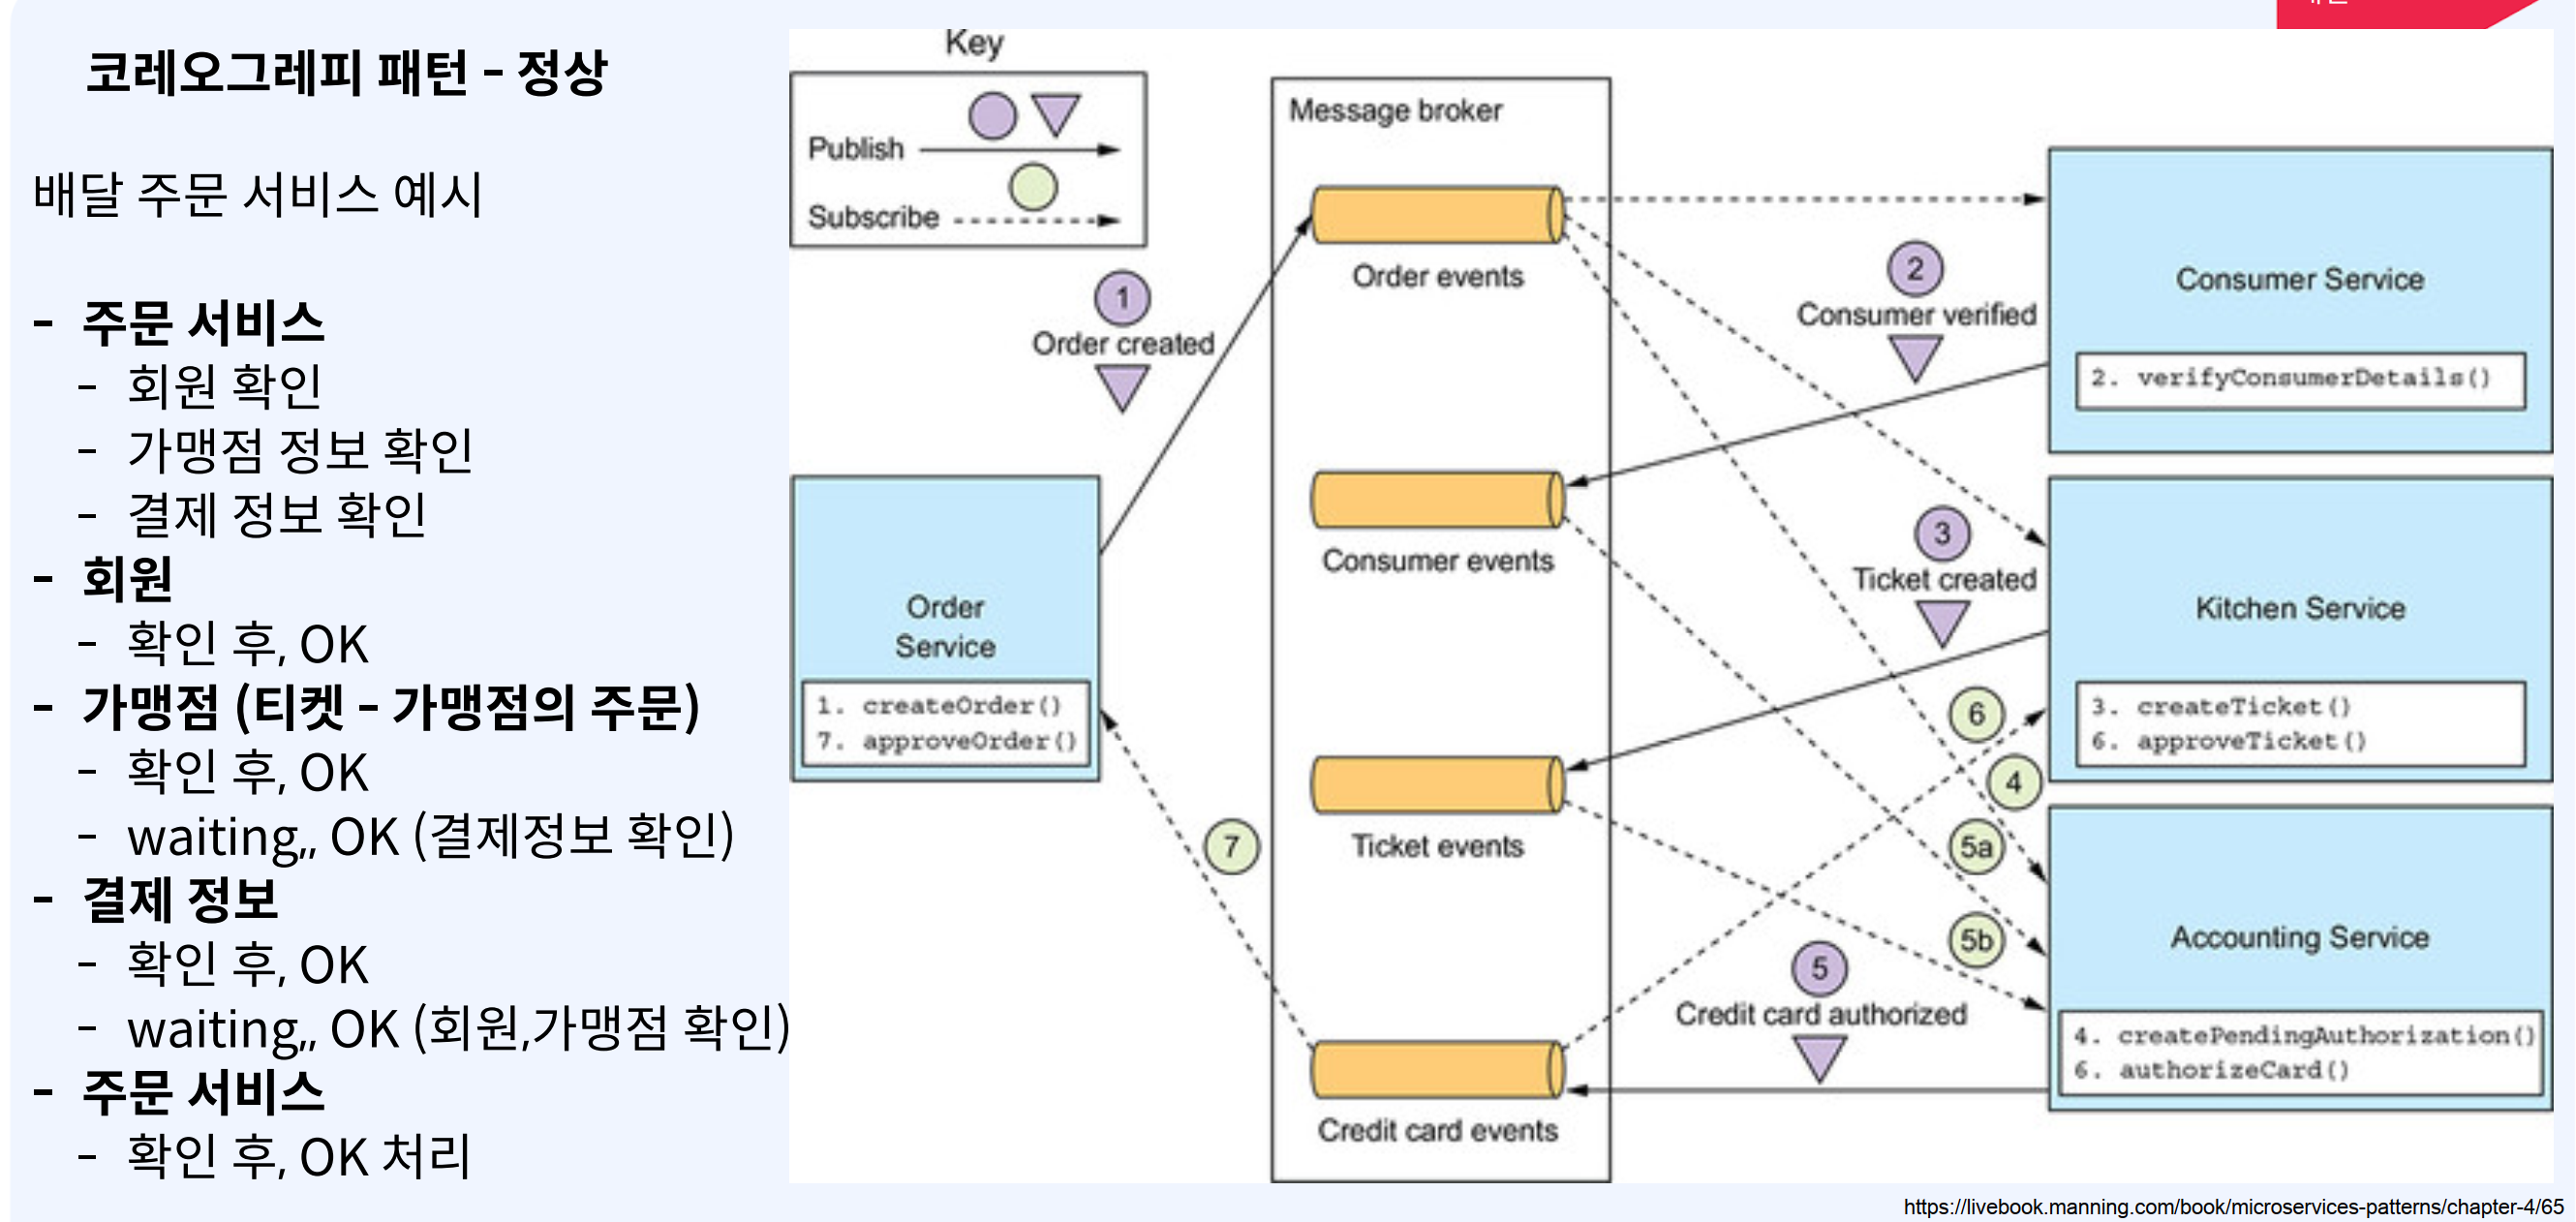 코레오그레피 패턴 - 정상
배달 주문 서비스 예시
- 주문 서비스
- 회원 확인
- 가맹점 정보 확인
- 결제 정보 확인
- 회원
- 확인 후, OK
- 가맹점 (티켓 - 가맹점의 주문)
- 확인 후, OK
- waiting,, OK (결제정보 확인)
- 결제 정보
- 확인 후, OK
- waiting,, OK (회원,가맹점 확인)
- 주문 서비스
- 확인 후, OK 처리
Key
Publish
Subscribe
1
Order created
Order
Service
1. createOrder()
7. approveOrder()
7
Message broker
Order events
Consumer events
Ticket events
Credit card events
2
Consumer verified
3
Ticket created
6
4
5a
5b
5
Credit card authorized
Consumer Service
2. verifyConsumerDetails()
Kitchen Service
3. createTicket()
6. approveTicket()
Accounting Service
4. createPendingAuthorization()
6. authorizeCard()
https://livebook.manning.com/book/microservices-patterns/chapter-4/65